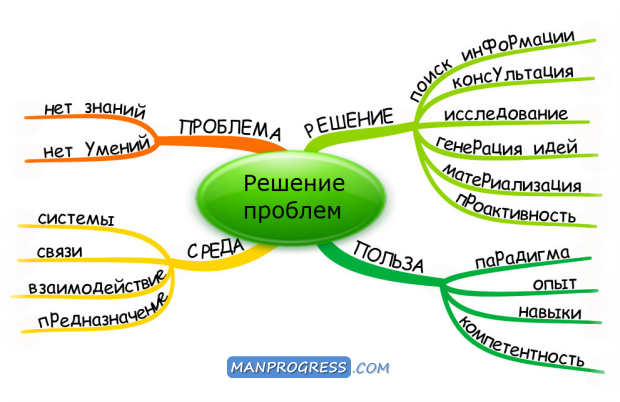 Решение
проблем
ПРОБЛЕМА
нет знаний
нет Умений
РЕШЕНИЕ
поиск инФоРмации
консУльтация
исслеДование
генеРация идей
матеРиализация
пРоактивность
СРЕДА
системы
связи
взаимодействие
пРедназначение
ПОЛЬЗА
паРаДигма
опыт
навыки
компетентность
MANPROGRESS.COM